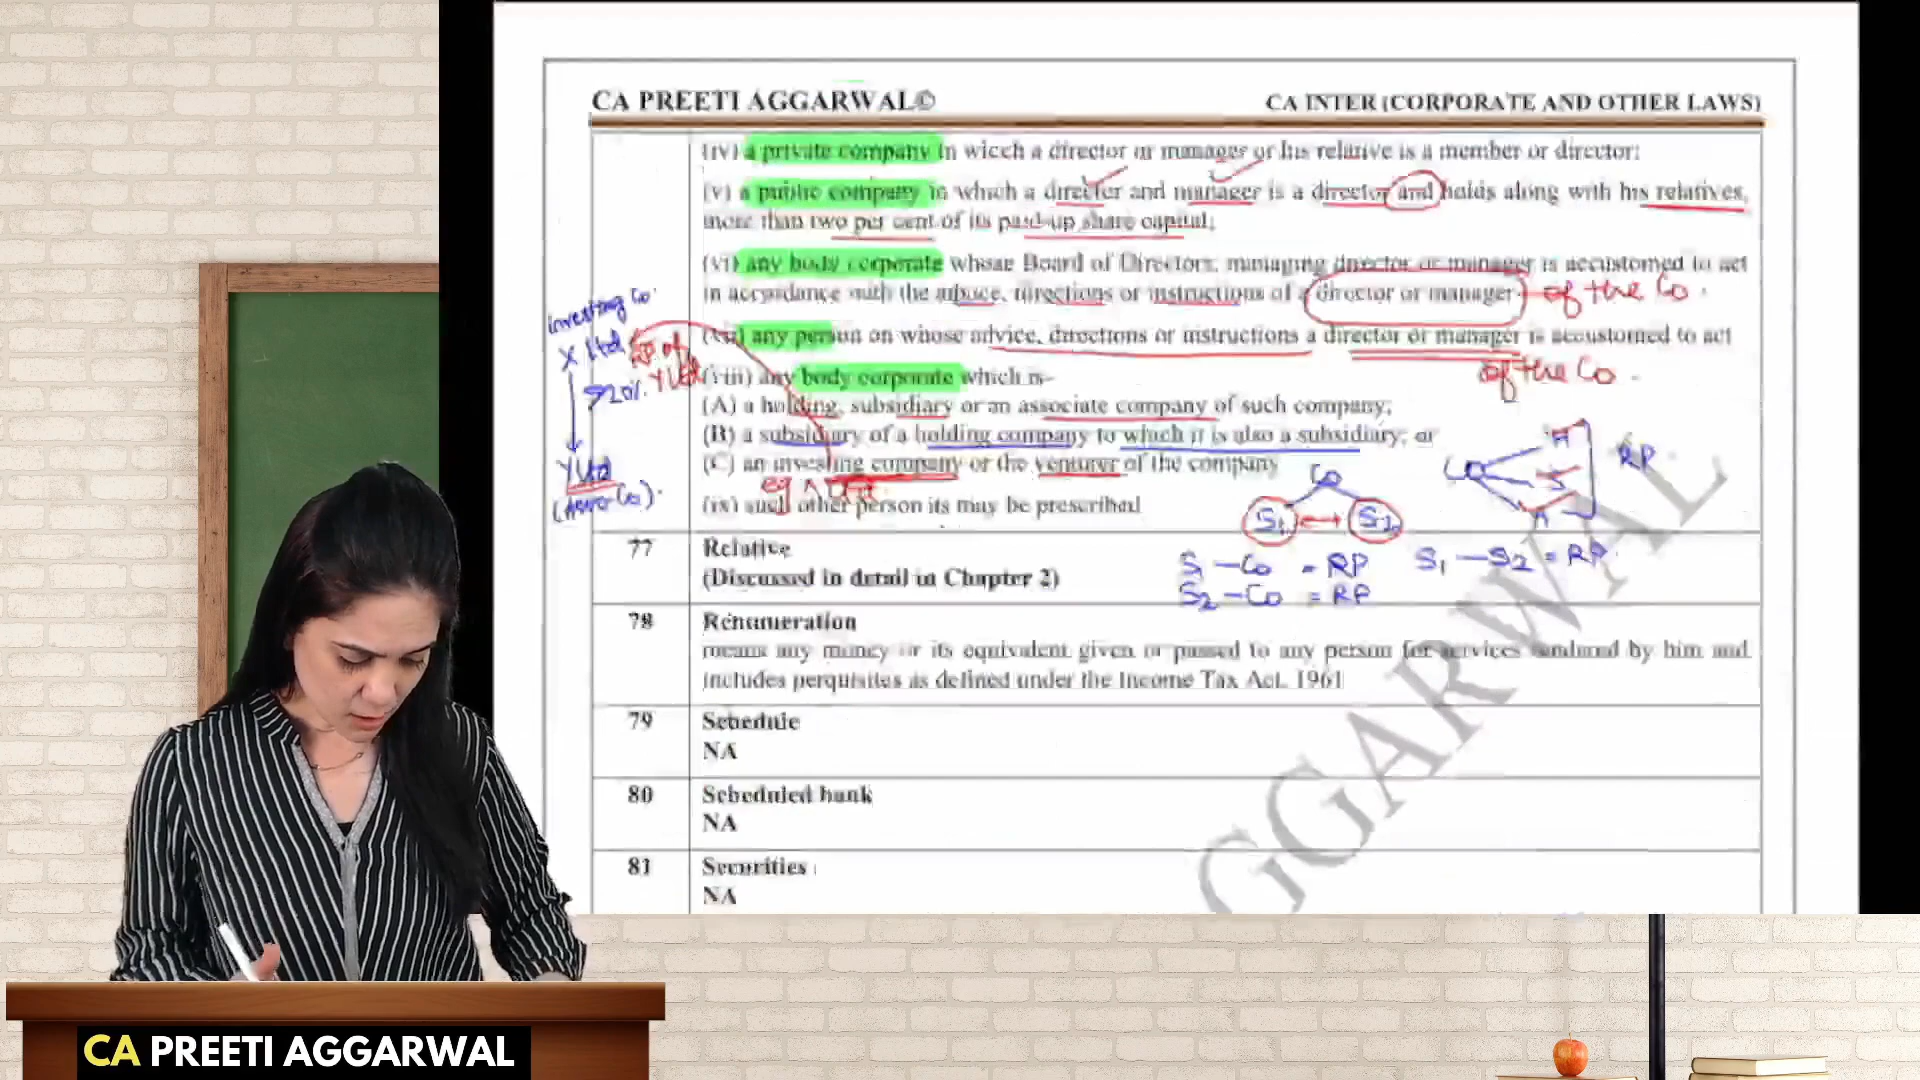 CA PREETI AGGARWAL©
CA INTER (CORPORATE AND OTHER LAWS)
(iv) a private company in wicch a director or manager or his relative is a member or director;
(v) a public company in which a director and manager is a director and holds along with his relatives,
more than two per cent of its paid-up share capital;
(vi) any body corporate whose Board of Directors, managing director or manager is accustomed to act
in accordance with the advice, directions or instructions of a director or manager of the Co.
(vii) any person on whose advice, directions or instructions a director or manager is accustomed to act
of the Co
(viii) any body corporate which is-
(A) a holding, subsidiary or an associate company of such company;
(B) a subsidiary of a holding company to which it is also a subsidiary; or
(C) an investing company or the venturer of the company
(ix) such other person as may be prescribed
investing Co.
X Ltd
RP of
Y Ltd
20%
Y Ltd
eg
Co
S1
S2
S1 - Co = RP
S2 - Co = RP
S1 - S2 = RP
Co
H
S
A
RP
77
Relative
(Discussed in detail in Chapter 2)
78
Remuneration
means any money or its equivalent given or passed to any person for services rendered by him and
includes perquisites as defined under the Income Tax Act, 1961
79
Schedule
NA
80
Scheduled bank
NA
81
Securities
NA
GGARWAL
CA PREETI AGGARWAL